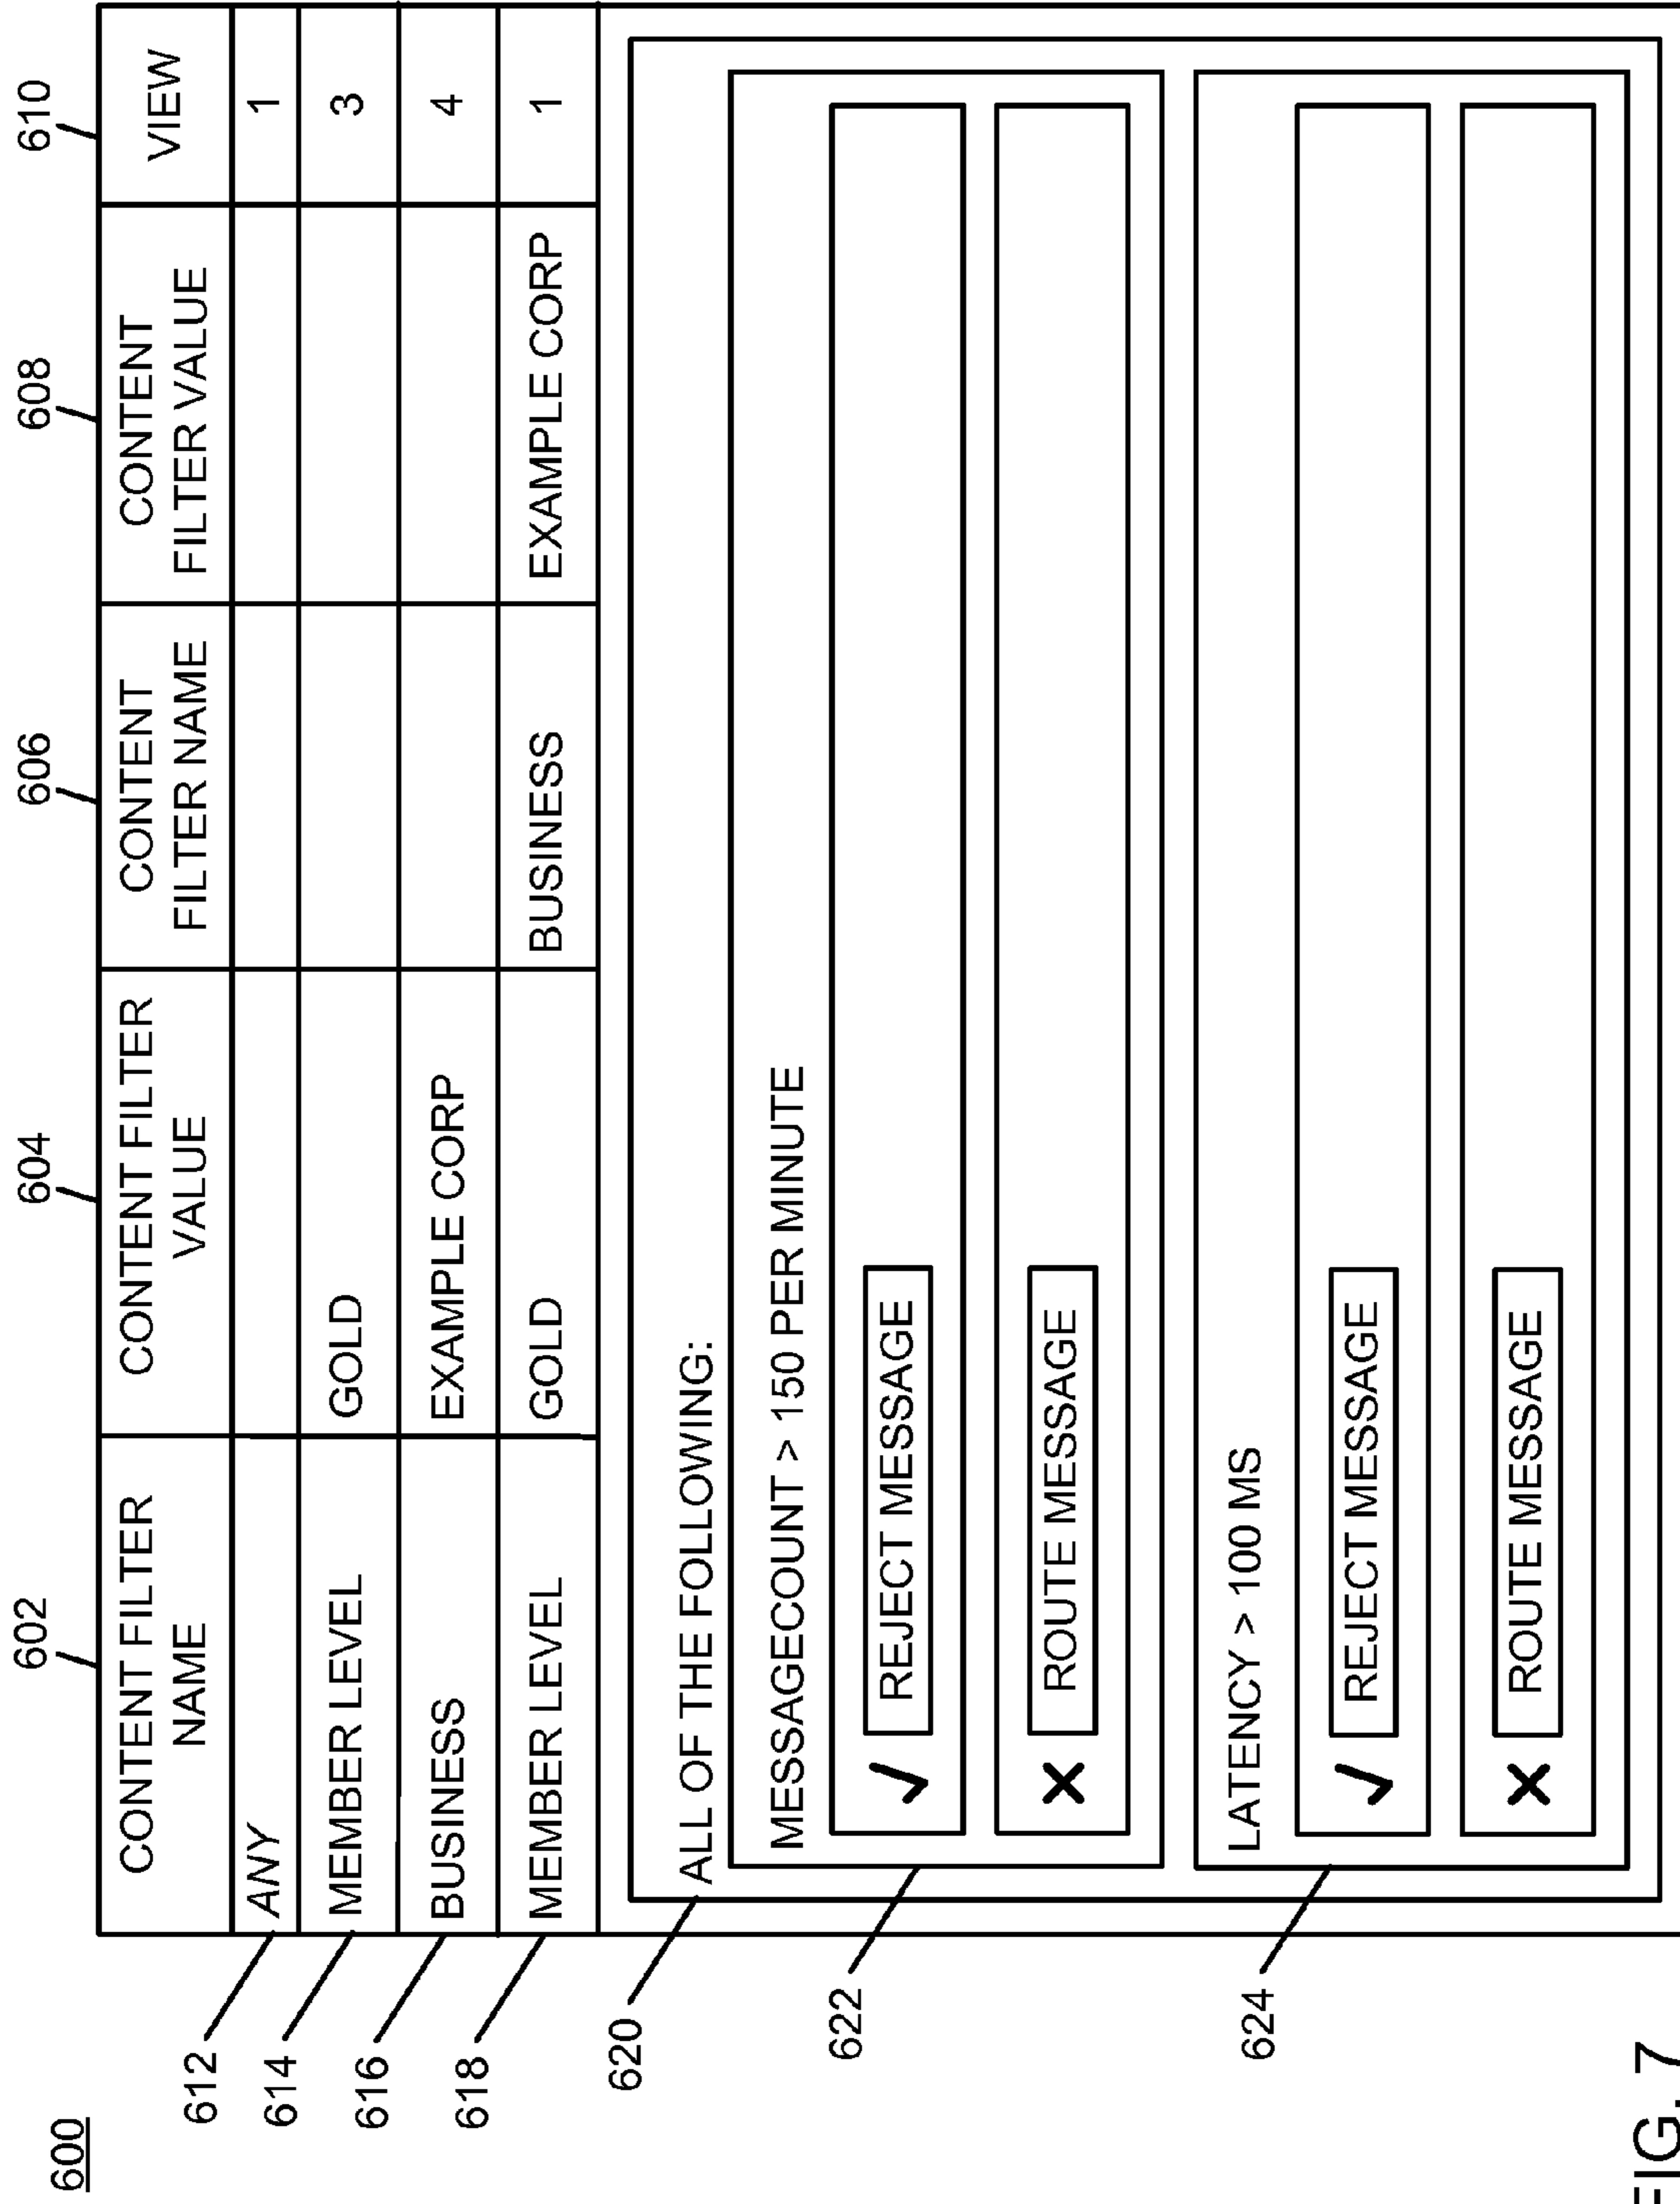 600
602
604
606
608
610
CONTENT FILTER NAME
CONTENT FILTER VALUE
CONTENT FILTER NAME
CONTENT FILTER VALUE
VIEW
612
ANY
1
614
MEMBER LEVEL
GOLD
3
616
BUSINESS
EXAMPLE CORP
4
618
MEMBER LEVEL
GOLD
BUSINESS
EXAMPLE CORP
1
620
ALL OF THE FOLLOWING:
622
MESSAGECOUNT > 150 PER MINUTE
✓ REJECT MESSAGE
× ROUTE MESSAGE
624
LATENCY > 100 MS
✓ REJECT MESSAGE
× ROUTE MESSAGE
FIG. 7